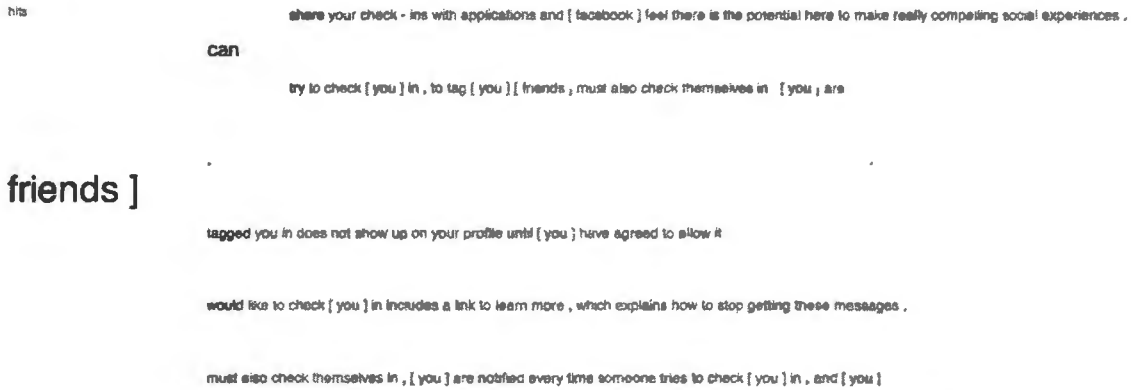 hits share your check - ins with applications and [ facebook ] feel there is the potential here to make really compelling social experiences ,
can
try to check [ you ] in , to tag [ you ] [ friends , must also check themselves in [ you ] are
. .
friends ]
tagged you in does not show up on your profile until [ you ] have agreed to allow it
would like to check [ you ] in includes a link to learn more , which explains how to stop getting these messages ,
must also check themselves in , [ you ] are notified every time someone tries to check [ you ] in , and [ you ]